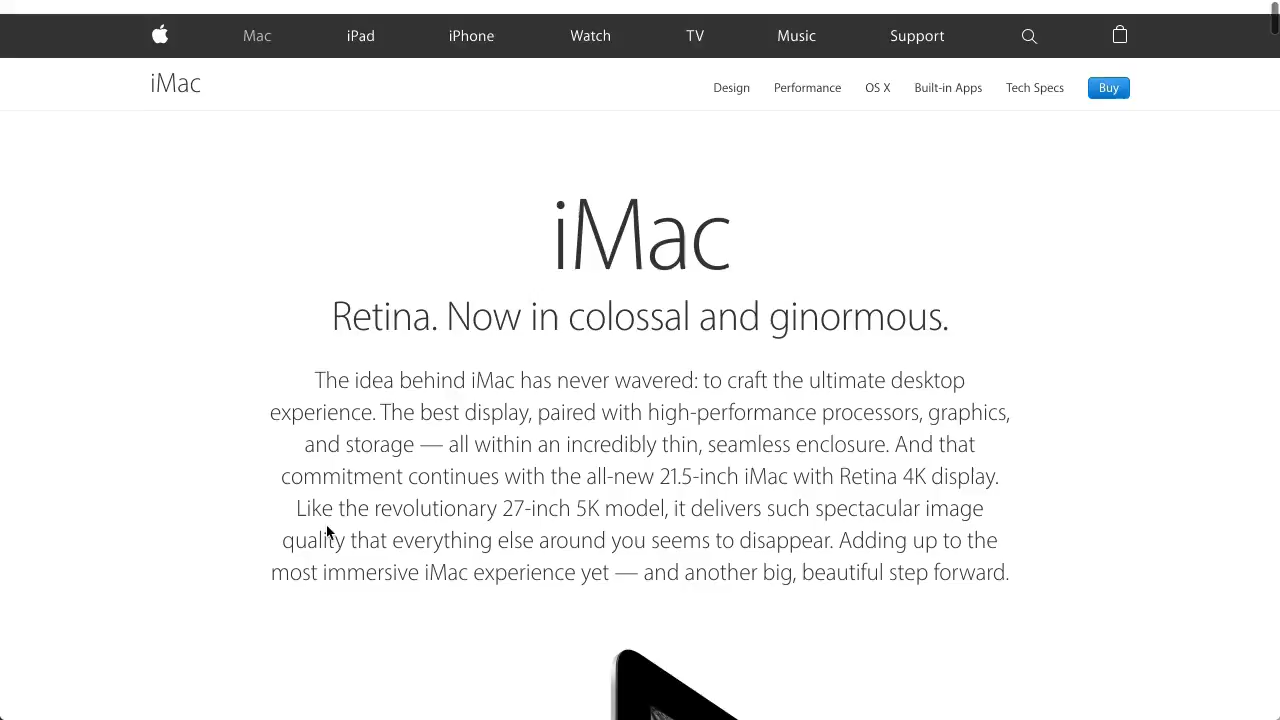 Mac iPad iPhone Watch TV Music Support
iMac
Design Performance OS X Built-in Apps Tech Specs Buy
iMac
Retina. Now in colossal and ginormous.
The idea behind iMac has never wavered: to craft the ultimate desktop
experience. The best display, paired with high-performance processors, graphics,
and storage — all within an incredibly thin, seamless enclosure. And that
commitment continues with the all-new 21.5-inch iMac with Retina 4K display.
Like the revolutionary 27-inch 5K model, it delivers such spectacular image
quality that everything else around you seems to disappear. Adding up to the
most immersive iMac experience yet — and another big, beautiful step forward.